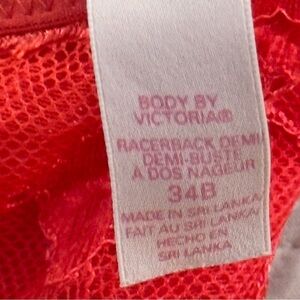 BODY BY
VICTORIA®
RACERBACK DEMI
DEMI-BUSTE
À DOS NAGEUR
34B
MADE IN SRI LANKA
FAIT AU SRI LANKA
HECHO EN
SRI LANKA